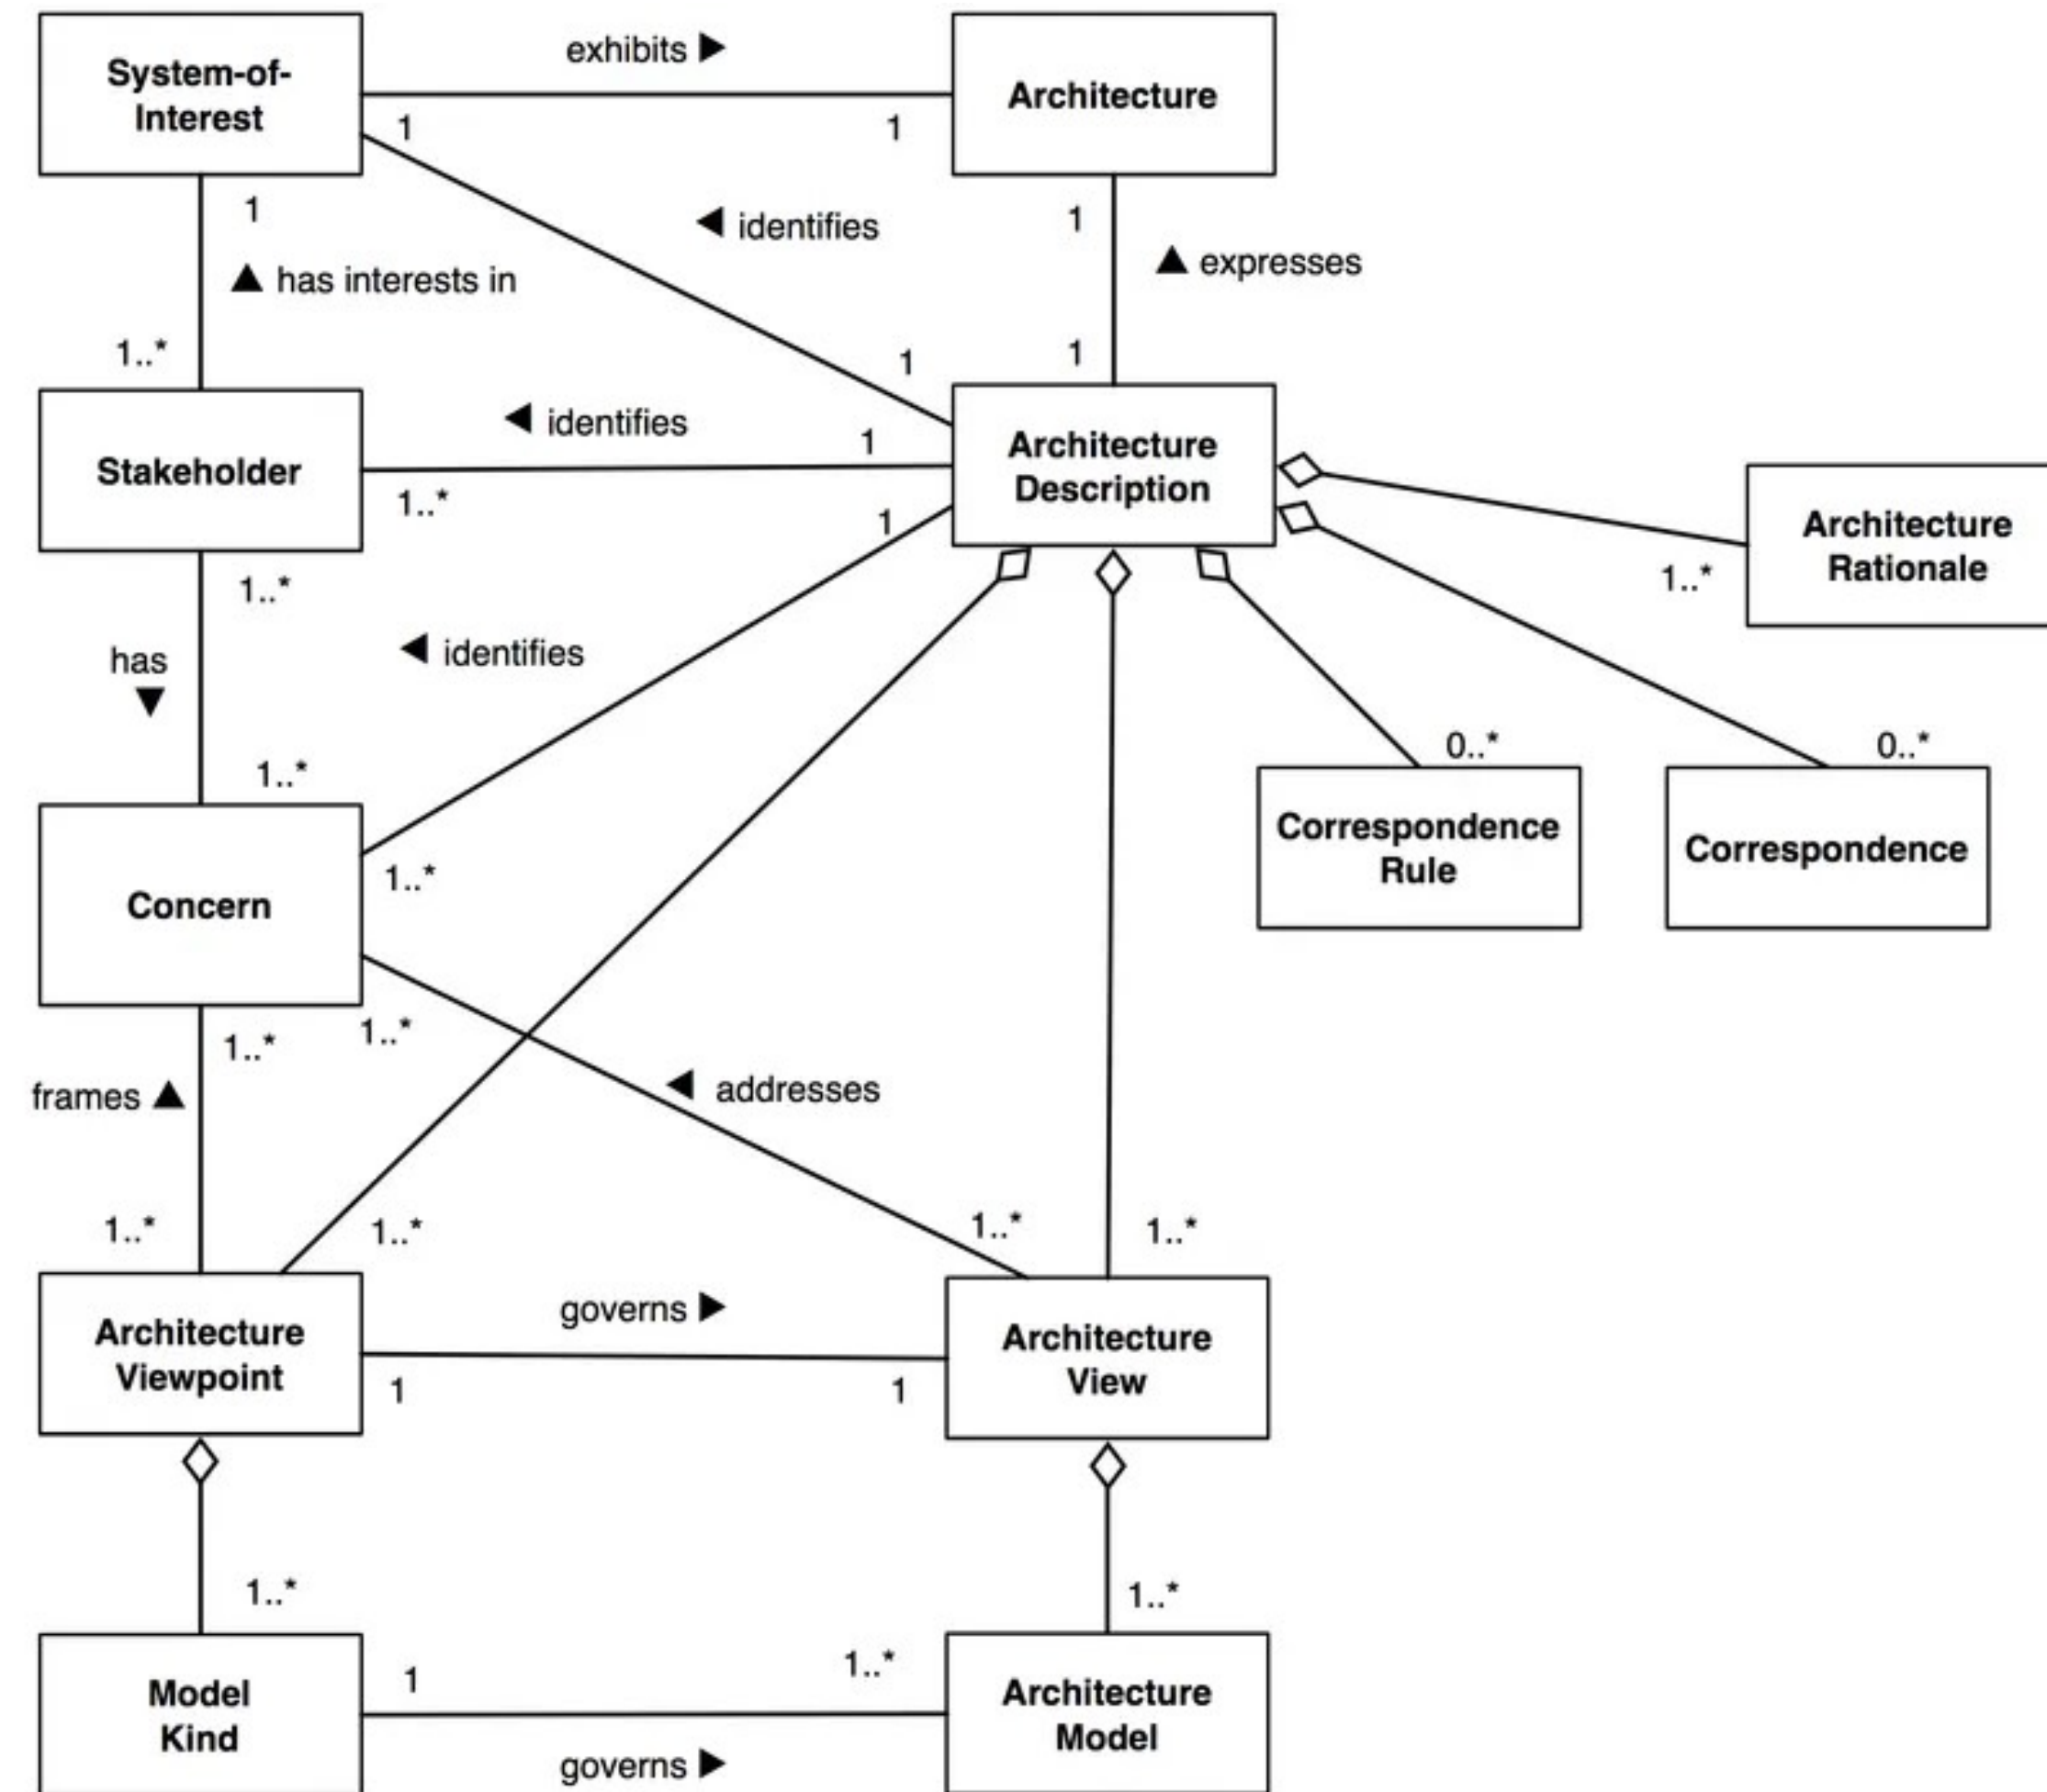 exhibits ▶
System-of-
Interest
Architecture
1
1
1
◀ identifies
1
▲ has interests in
▲ expresses
1..*
1
1
◀ identifies
1
Architecture
Description
Stakeholder
1..*
1
Architecture
Rationale
1..*
1..*
has
▼
◀ identifies
1..*
0..*
0..*
Correspondence
Rule
Correspondence
1..*
Concern
1..*
1..*
frames ▲
◀ addresses
1..*
1..*
1..*
1..*
governs ▶
Architecture
Viewpoint
Architecture
View
1
1
1..*
1..*
Model
Kind
1
1..*
Architecture
Model
governs ▶